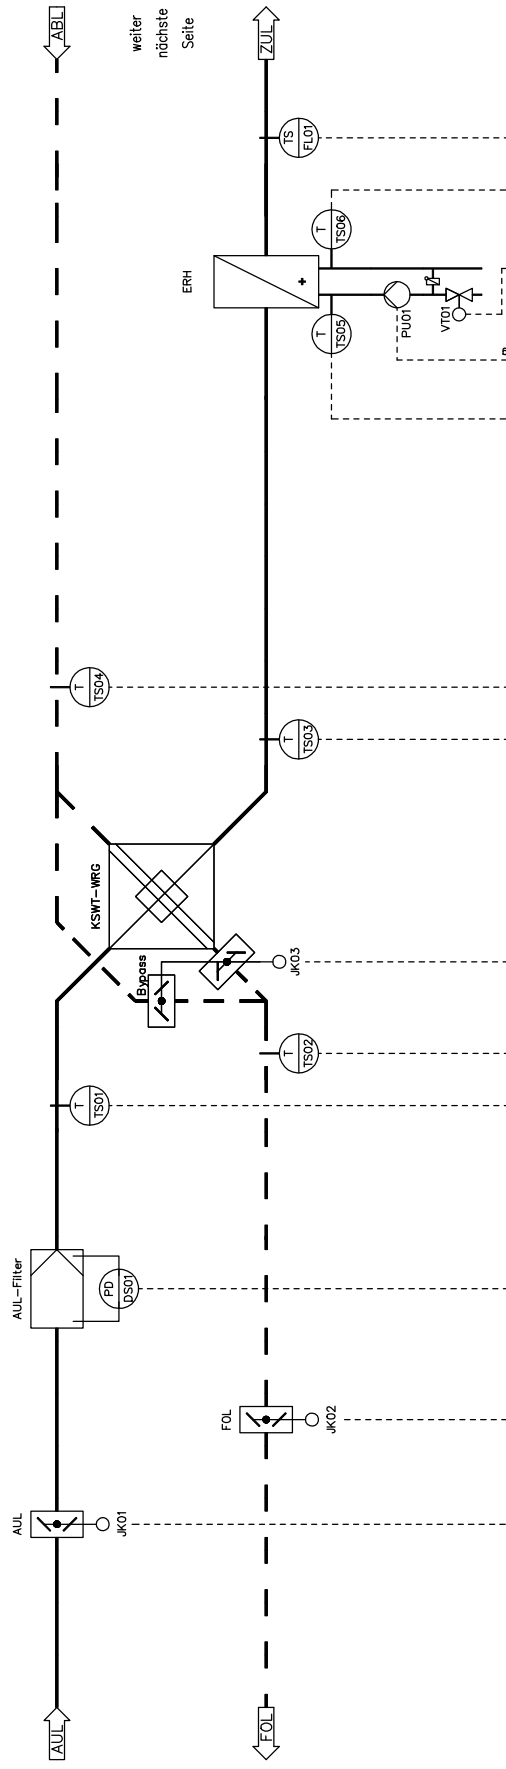 ABL
weiter
nächste
Seite
ZUL
TS
FL01
T
TS06
ERH
+
T
TS05
PU01
VT01
T
TS04
T
TS03
KSWT-WRG
Bypass
JK03
T
TS02
T
TS01
AUL-Filter
PD
DS01
FOL
JK02
AUL
JK01
AUL
FOL